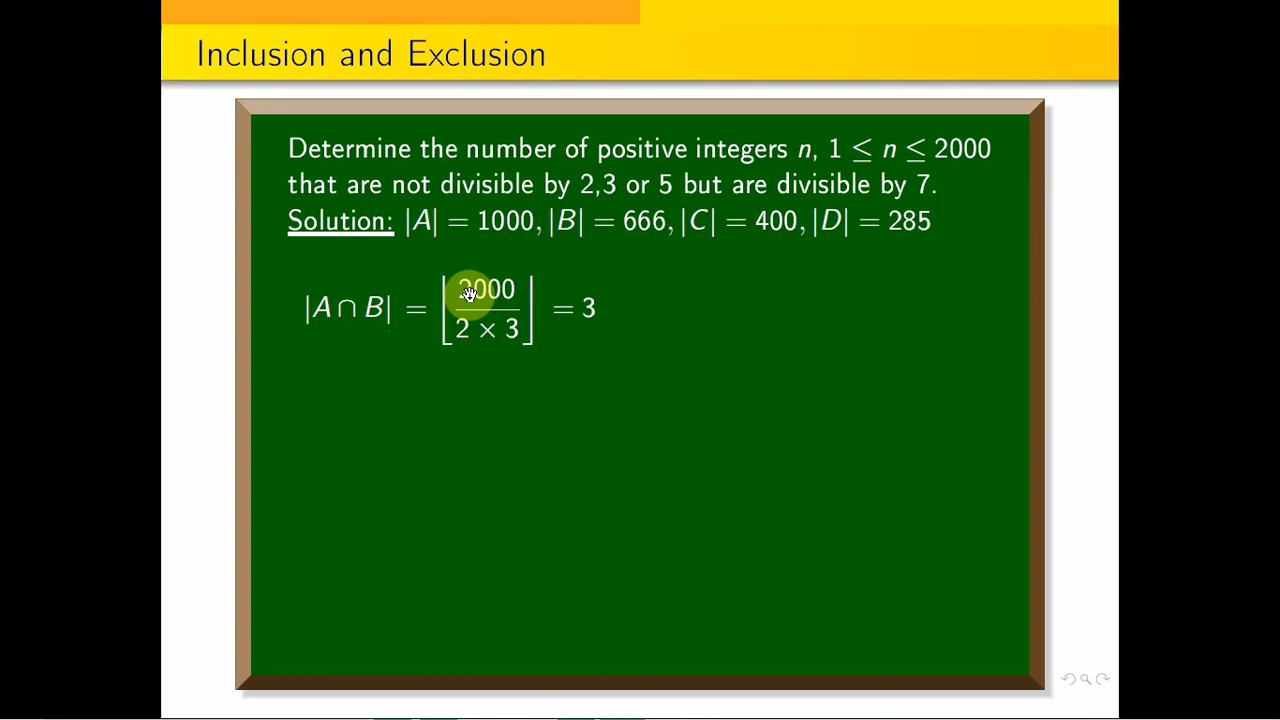 Inclusion and Exclusion
Determine the number of positive integers n, 1 ≤ n ≤ 2000
that are not divisible by 2,3 or 5 but are divisible by 7.
Solution: |A| = 1000, |B| = 666, |C| = 400, |D| = 285
|A ∩ B| = ⌊2000 / 2 × 3⌋ = 3